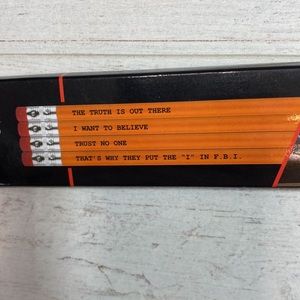 THE TRUTH IS OUT THERE
I WANT TO BELIEVE
TRUST NO ONE
THAT'S WHY THEY PUT THE "I" IN F.B.I.